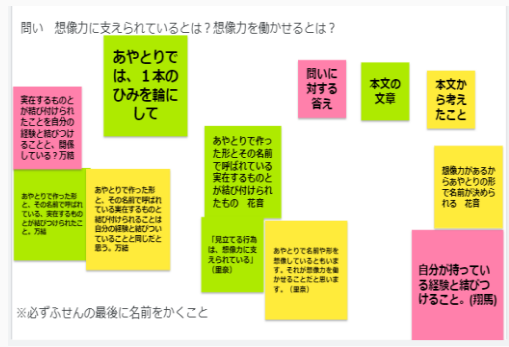 問い　想像力に支えられているとは？想像力を働かせるとは？
あやとりで
は、１本の
ひみを輪に
して
問いに
対する
答え
本文の
文章
本文か
ら考え
たこと
実在するものと
が結び付けられ
たことを自分の
経験と結びつけ
ることと、関係
している？万結
あやとりで作った形
と、その名前で呼ばれ
ている、実在するもの
とが結びつけられたこ
と。万結
あやとりで作った形
と、その名前で呼ばれ
ている実在するものと
結び付けられることは
自分の経験と結びつい
ていることと同じだと
思う。万結
あやとりで作っ
た形とその名前
で呼ばれている
実在するものと
が結び付けられ
たもの　花音
「見立てる行為
は、想像力に支
えられている」
（里奈）
あやとりで名前や形を
想像しているともいま
す。それが想像力を働
かせることだと思いま
す。（里奈）
想像力があるか
らあやとりの形
で名前が決めら
れる　花音
自分が持ってい
る経験と結びつ
けること。(翔馬)
※必ずふせんの最後に名前をかくこと